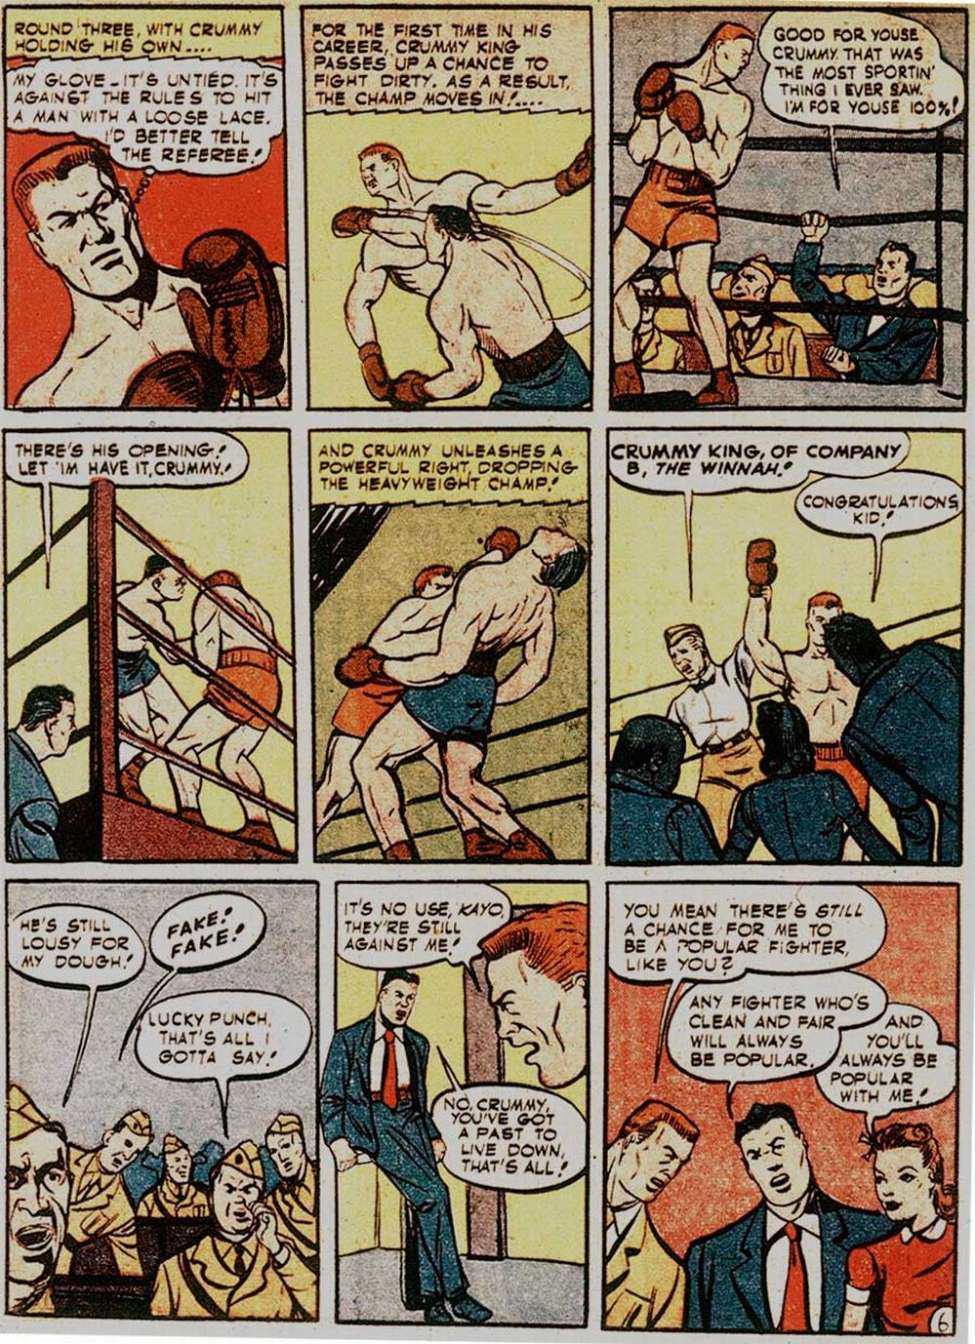 ROUND THREE, WITH CRUMMY
HOLDING HIS OWN....
MY GLOVE - IT'S UNTIED. IT'S
AGAINST THE RULES TO HIT
A MAN WITH A LOOSE LACE.
I'D BETTER TELL
THE REFEREE!
FOR THE FIRST TIME IN HIS
CAREER, CRUMMY KING
PASSES UP A CHANCE TO
FIGHT DIRTY. AS A RESULT,
THE CHAMP MOVES IN!....
GOOD FOR YOUSE
CRUMMY. THAT WAS
THE MOST SPORTIN'
THING I EVER SAW.
I'M FOR YOUSE 100%!
THERE'S HIS OPENING!
LET 'IM HAVE IT, CRUMMY!
AND CRUMMY UNLEASHES A
POWERFUL RIGHT, DROPPING
THE HEAVYWEIGHT CHAMP!
CRUMMY KING, OF COMPANY
B, THE WINNAH!
CONGRATULATIONS,
KID!
HE'S STILL
LOUSY FOR
MY DOUGH!
FAKE!
FAKE!
LUCKY PUNCH,
THAT'S ALL I
GOTTA SAY!
IT'S NO USE, KAYO,
THEY'RE STILL
AGAINST ME!
NO, CRUMMY,
YOU'VE GOT
A PAST TO
LIVE DOWN,
THAT'S ALL!
YOU MEAN THERE'S STILL
A CHANCE FOR ME TO
BE A POPULAR FIGHTER,
LIKE YOU?
ANY FIGHTER WHO'S
CLEAN AND FAIR
WILL ALWAYS
BE POPULAR.
AND
YOU'LL
ALWAYS BE
POPULAR
WITH ME!
6